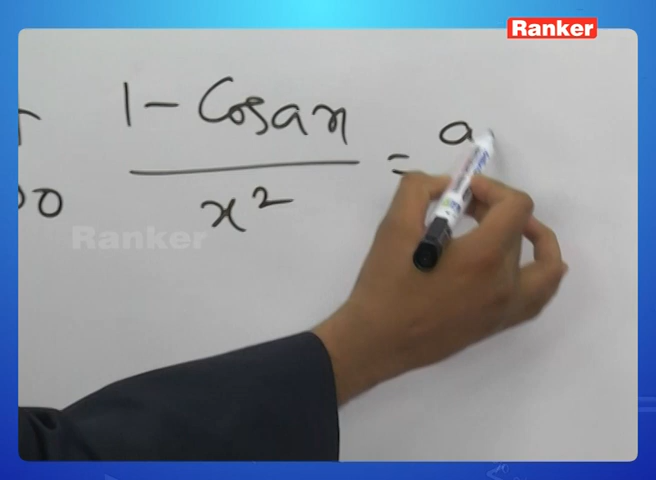 Ranker
1 - Cosax
x² = a
Ranker